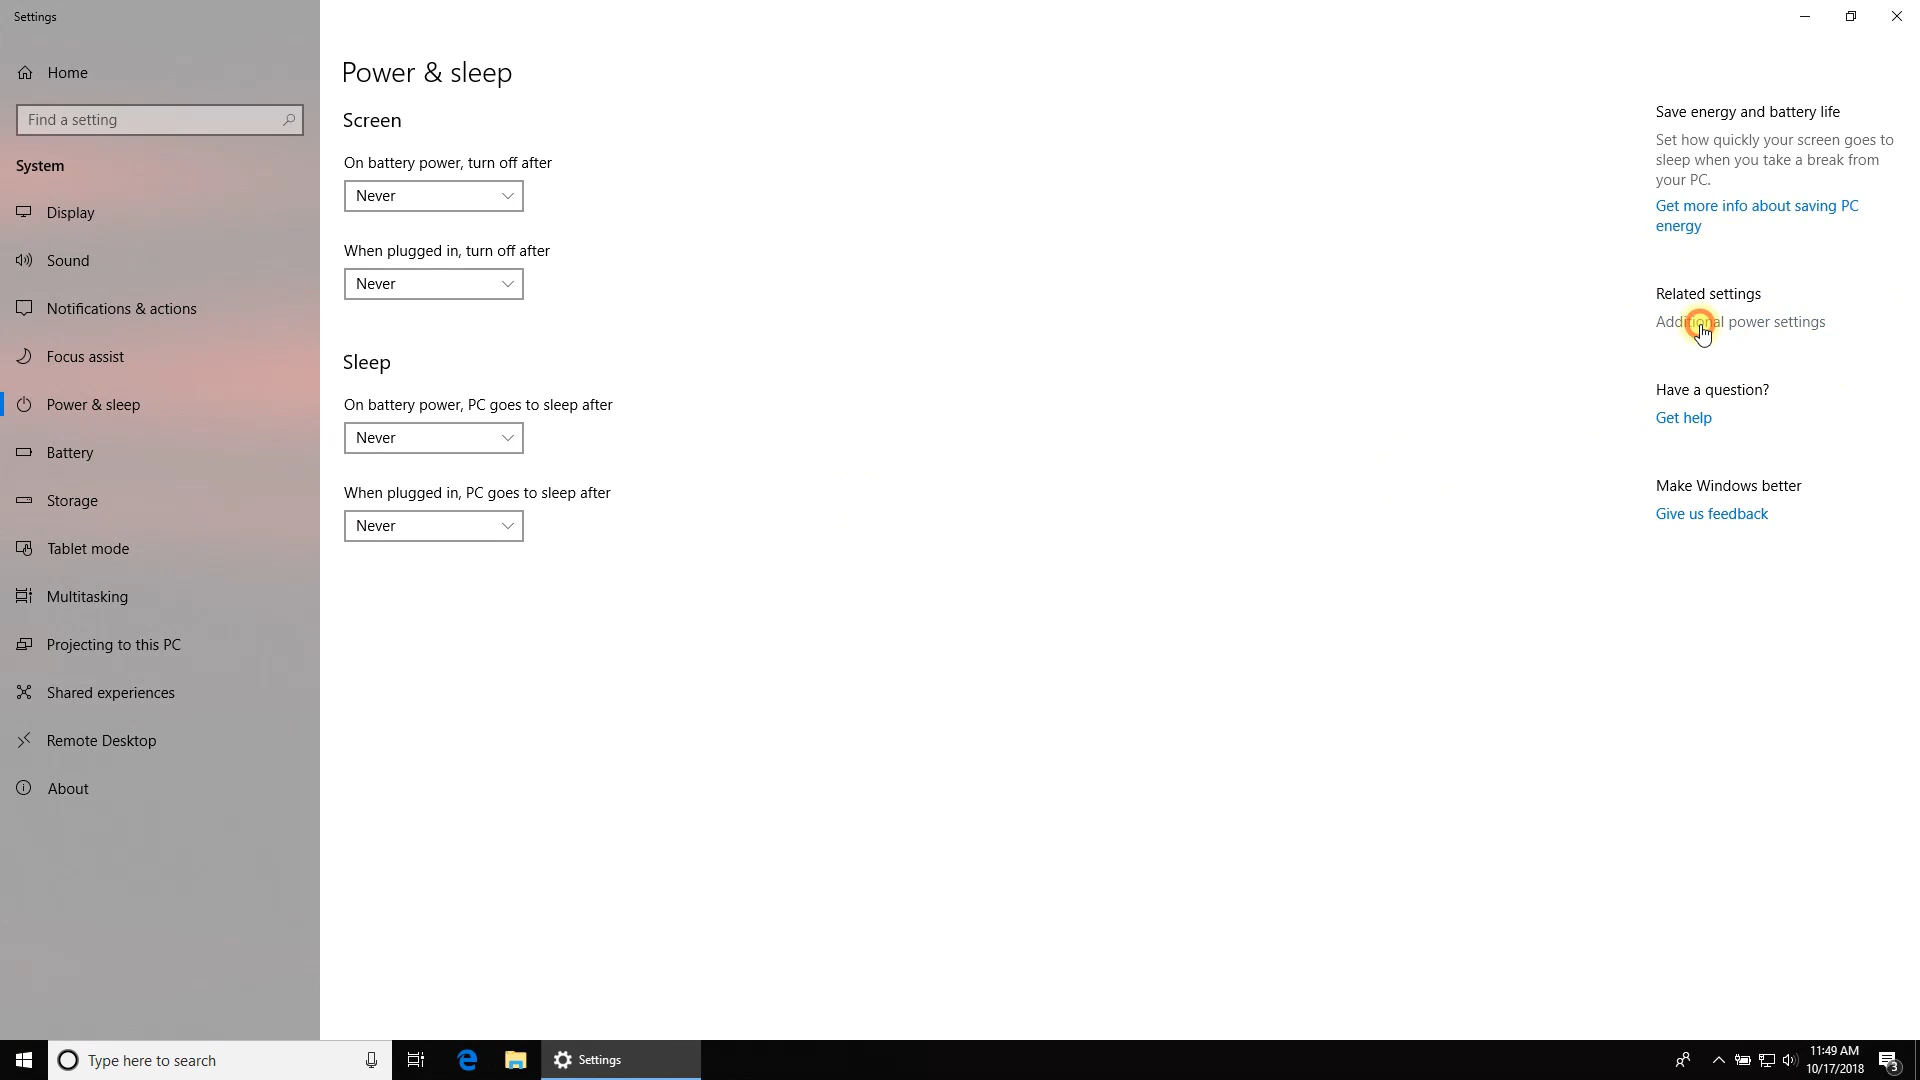 Settings
Home
Find a setting
System
Display
Sound
Notifications & actions
Focus assist
Power & sleep
Battery
Storage
Tablet mode
Multitasking
Projecting to this PC
Shared experiences
Remote Desktop
About
Power & sleep
Screen
On battery power, turn off after
Never
When plugged in, turn off after
Never
Sleep
On battery power, PC goes to sleep after
Never
When plugged in, PC goes to sleep after
Never
Save energy and battery life
Set how quickly your screen goes to
sleep when you take a break from
your PC.
Get more info about saving PC
energy
Related settings
Additional power settings
Have a question?
Get help
Make Windows better
Give us feedback
Type here to search
Settings
11:49 AM
10/17/2018
3